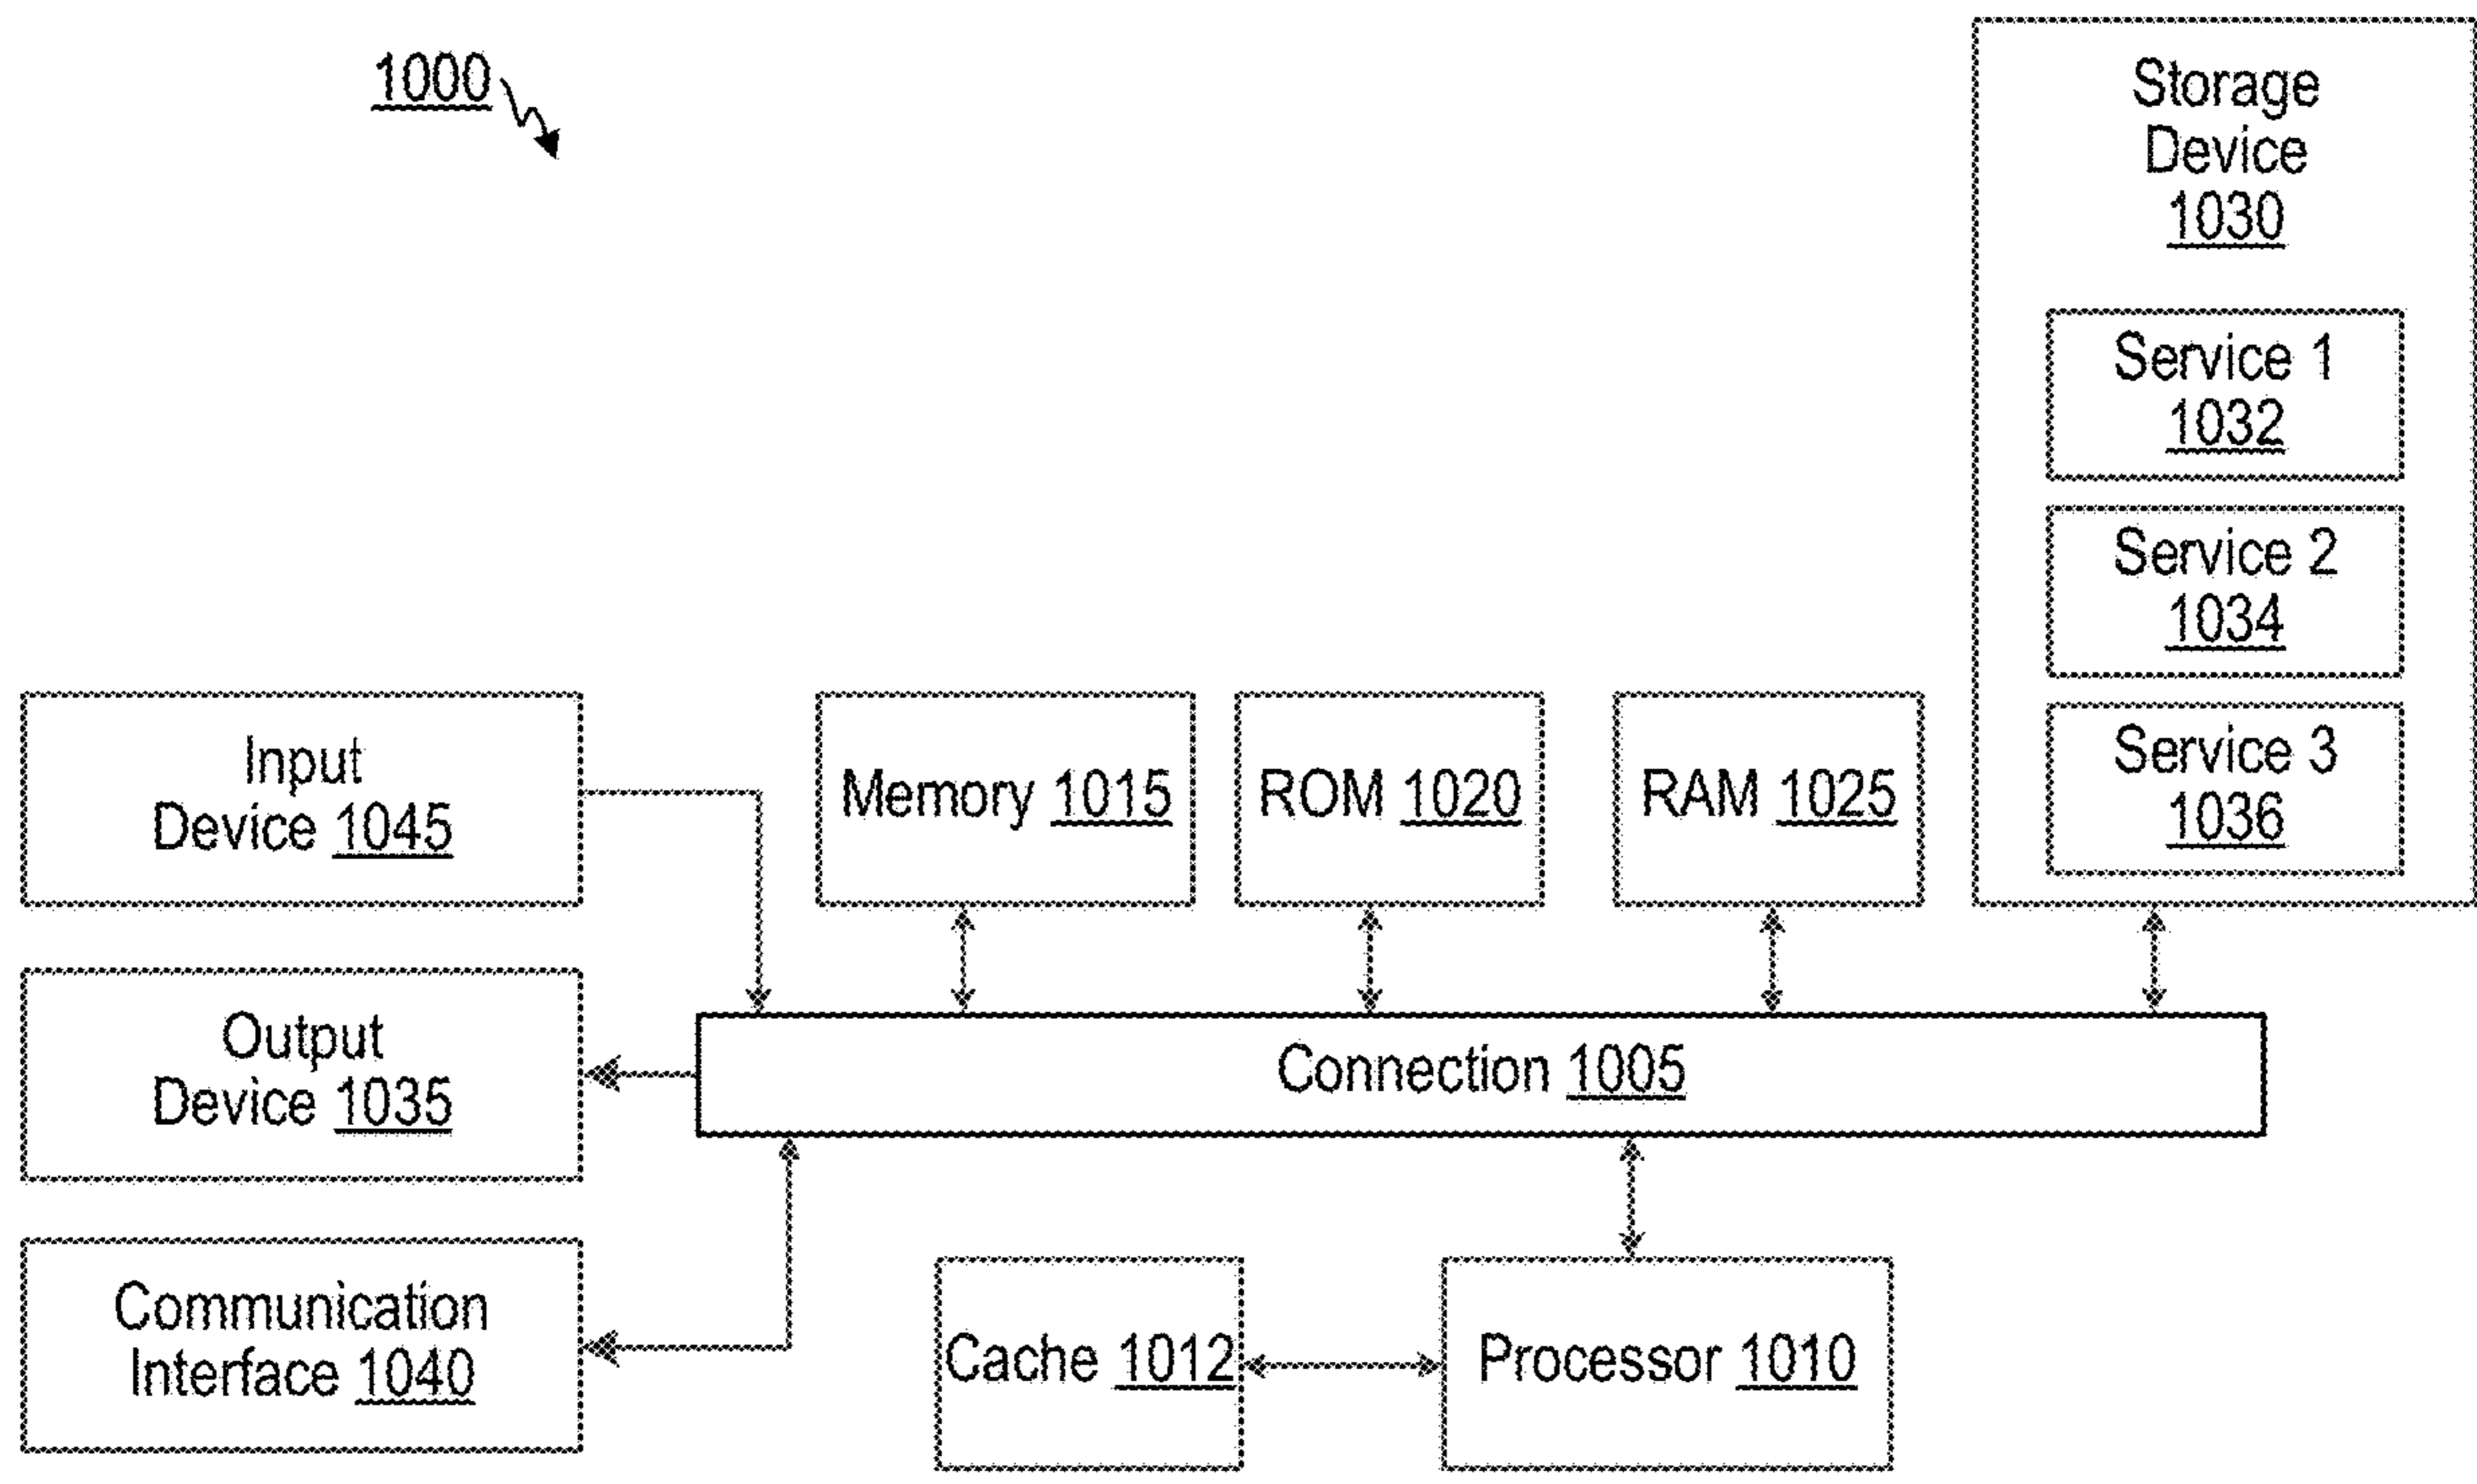 1000
Storage
Device
1030
Service 1
1032
Service 2
1034
Service 3
1036
Input
Device 1045
Memory 1015
ROM 1020
RAM 1025
Output
Device 1035
Connection 1005
Communication
Interface 1040
Cache 1012
Processor 1010